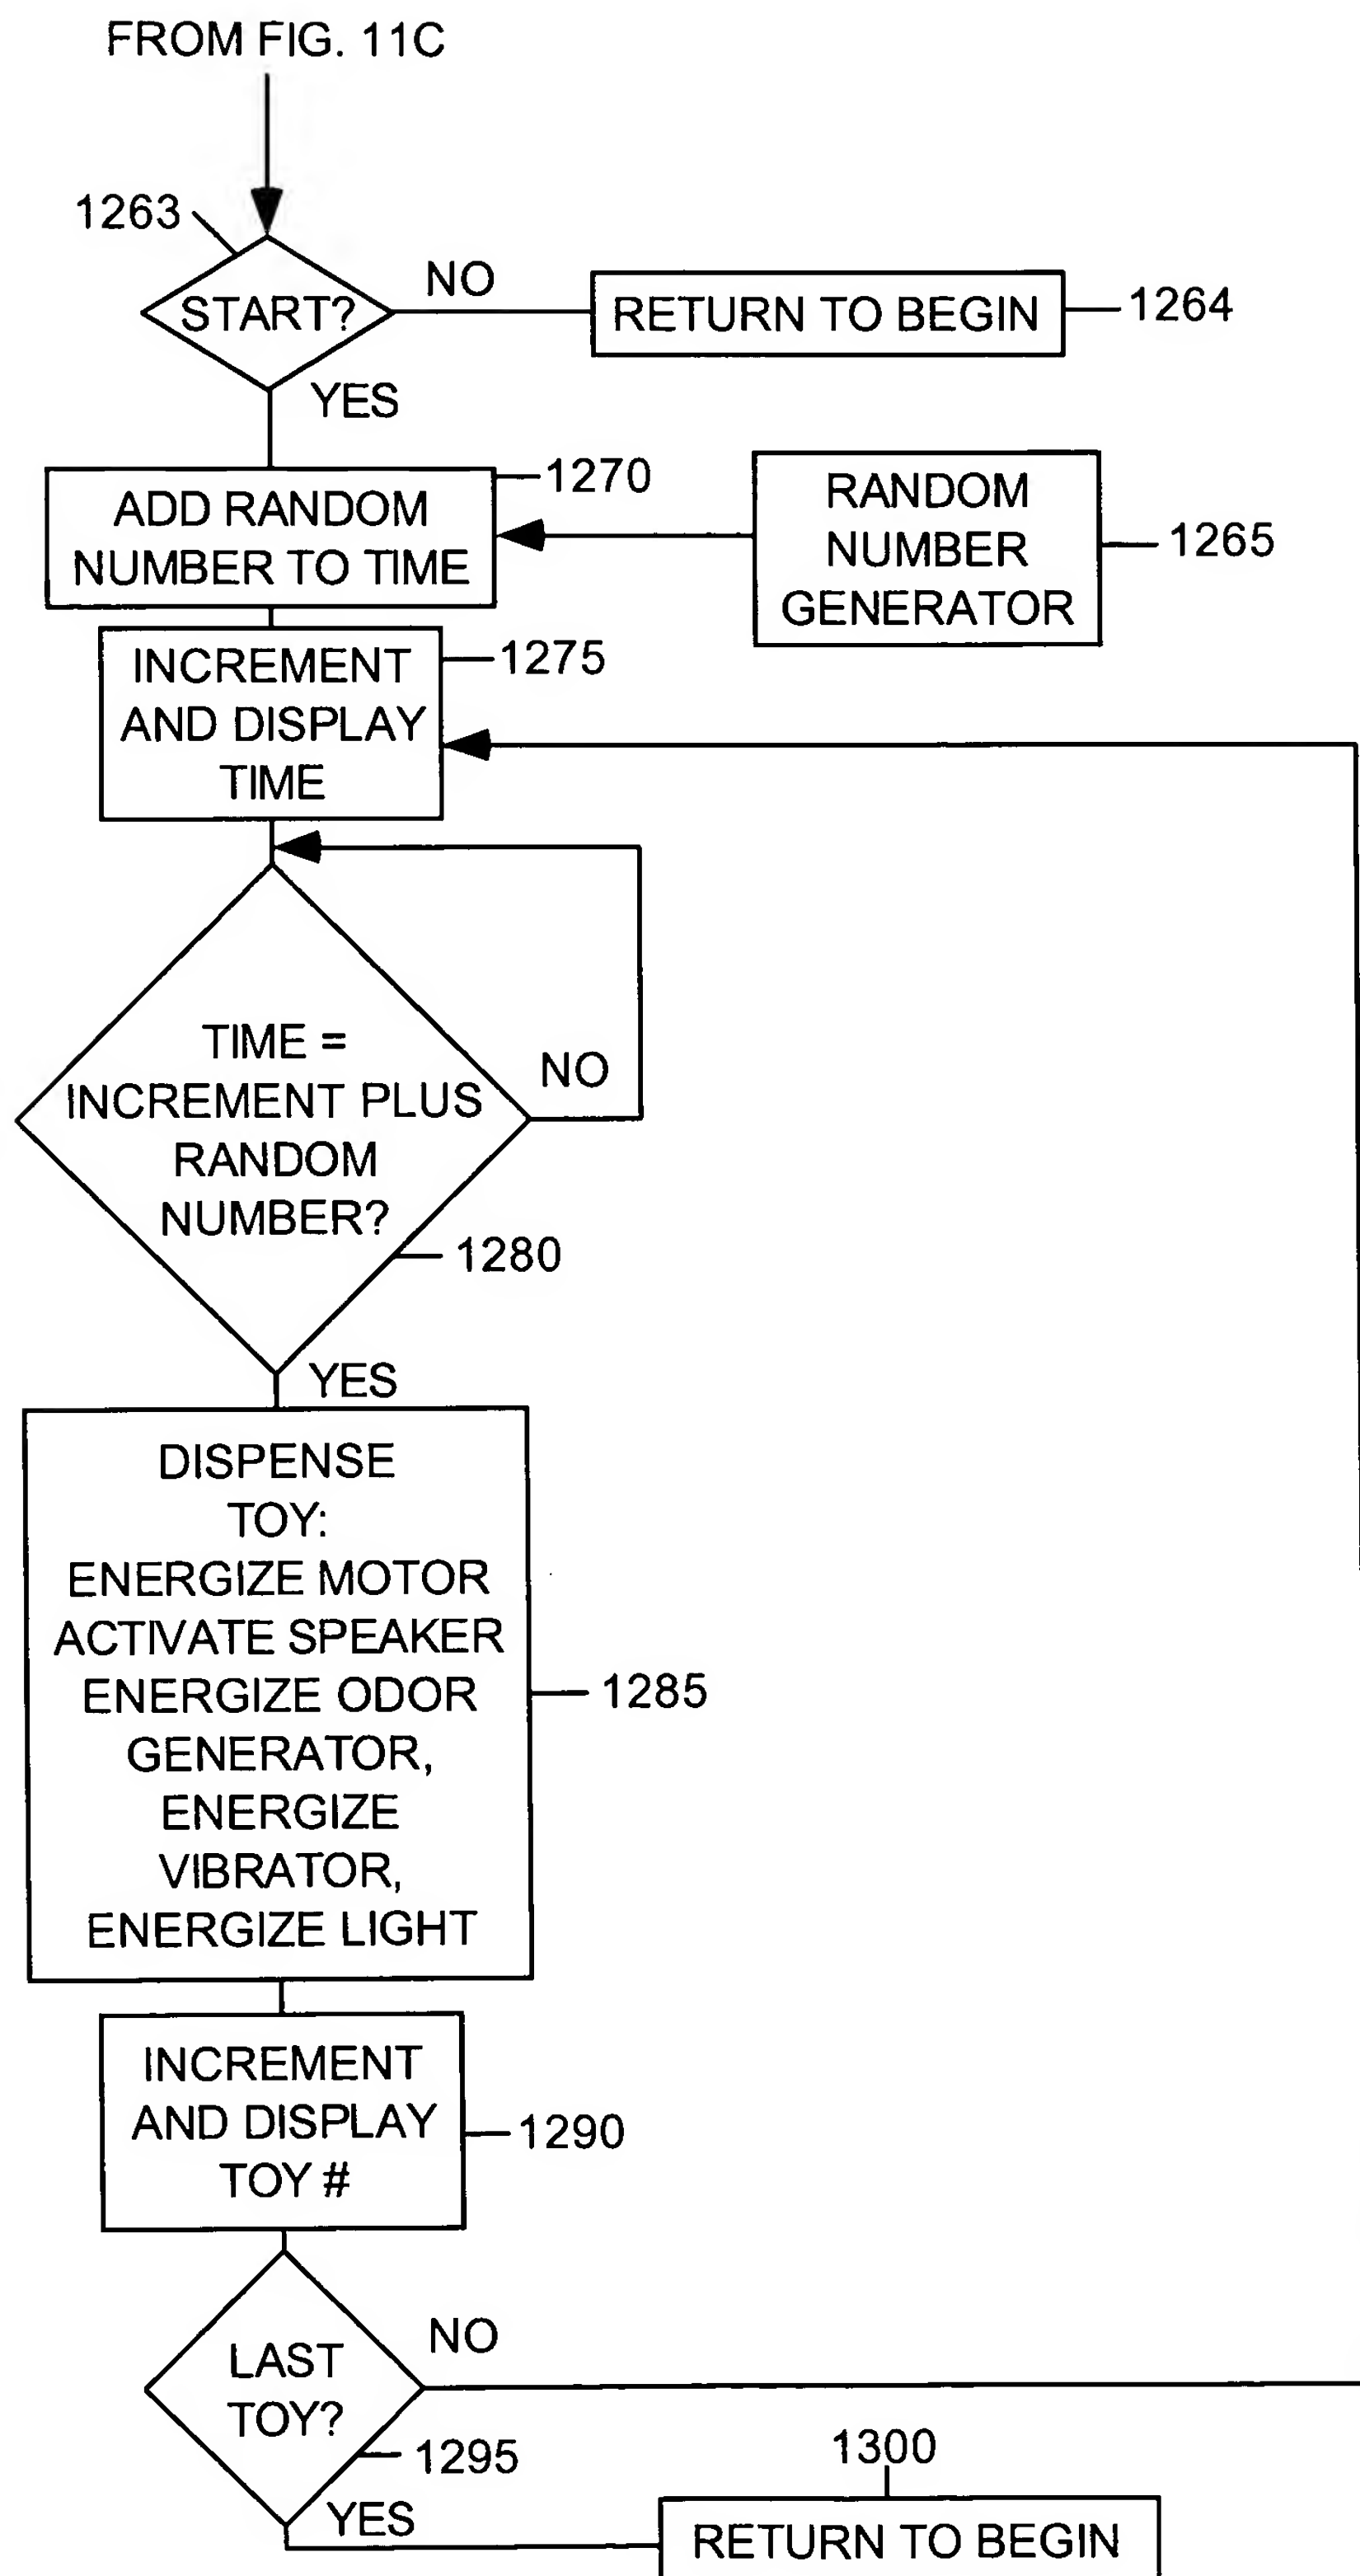 FROM FIG. 11C
1263
START?
NO
RETURN TO BEGIN
1264
YES
ADD RANDOM
NUMBER TO TIME
1270
RANDOM
NUMBER
GENERATOR
1265
INCREMENT
AND DISPLAY
TIME
1275
TIME =
INCREMENT PLUS
RANDOM
NUMBER?
NO
1280
YES
DISPENSE
TOY:
ENERGIZE MOTOR
ACTIVATE SPEAKER
ENERGIZE ODOR
GENERATOR,
ENERGIZE
VIBRATOR,
ENERGIZE LIGHT
1285
INCREMENT
AND DISPLAY
TOY #
1290
LAST
TOY?
NO
1295
YES
1300
RETURN TO BEGIN